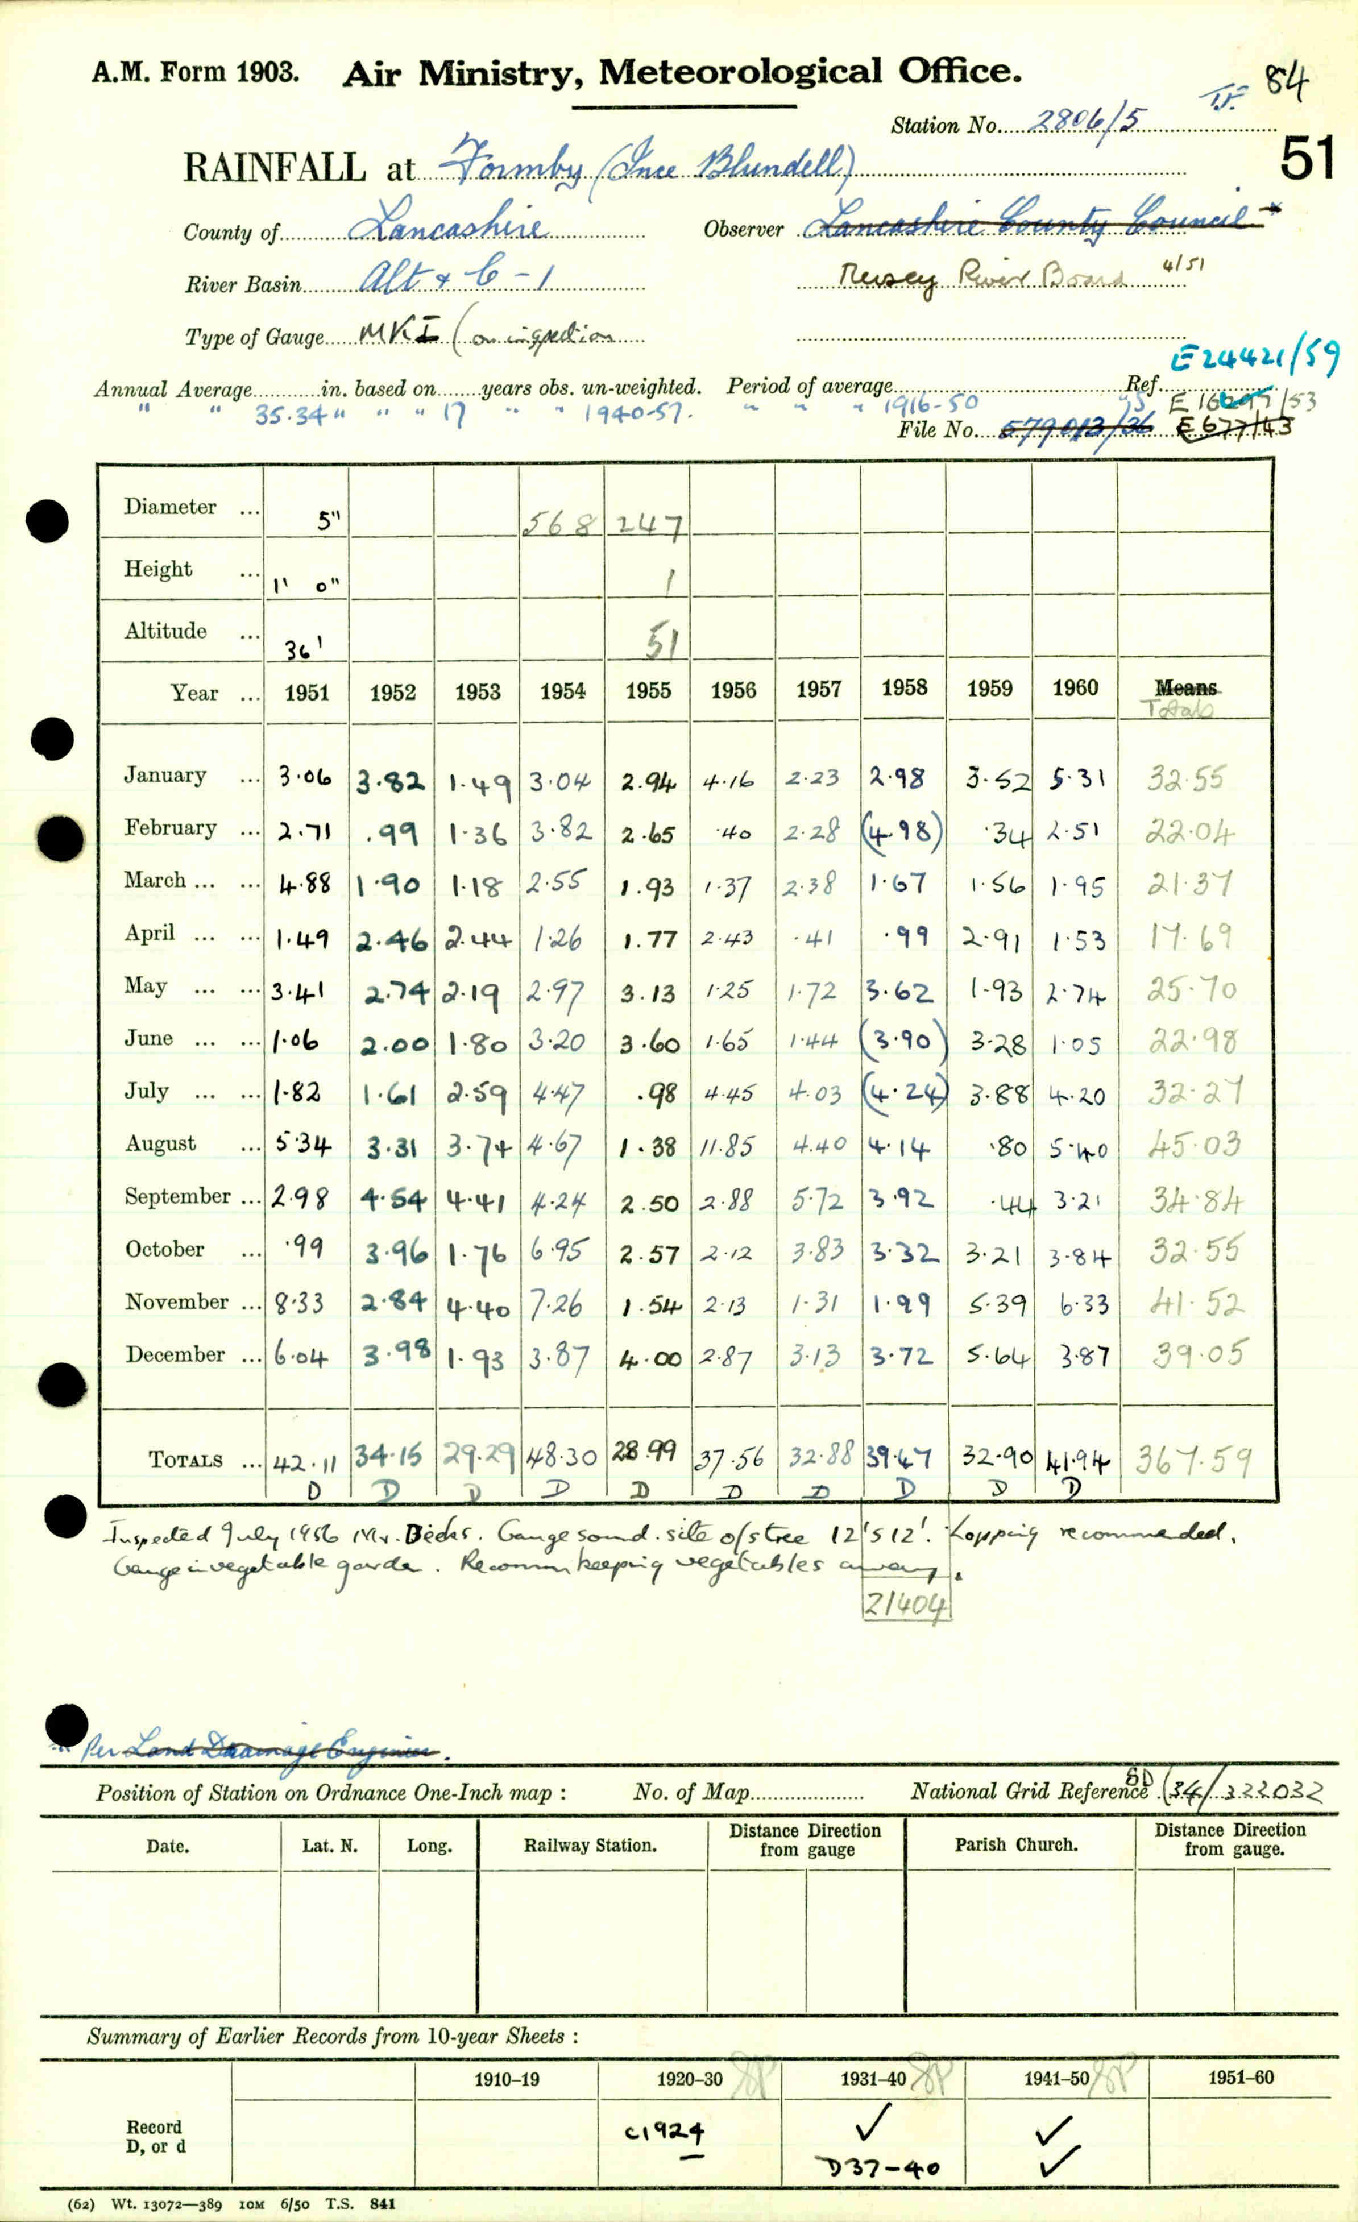 A.M. Form 1903. Air Ministry, Meteorological Office. T.F. 84
Station No. 2806/5
51
RAINFALL at Formby (Ince Blundell)
County of Lancashire Observer Lancashire County Council *
River Basin Alt & C-1 Mersey River Board 4/51
Type of Gauge MK I (on inspection
E24421/59
Annual Average in. based on years obs. un-weighted. Period of average Ref.
" " 35.34 " " " 17 " " 1940-57. " " " 1916-50 /53
File No. 579013/36 E677/43
Diameter ... 5" 568 247
Height ... 1' 0" 1
Altitude ... 36' 51
Year ... 1951 1952 1953 1954 1955 1956 1957 1958 1959 1960 Means
Totals
January ... 3.06 3.82 1.49 3.04 2.94 4.16 2.23 2.98 3.52 5.31 32.55
February ... 2.71 .99 1.36 3.82 2.65 .40 2.28 (4.98) .34 2.51 22.04
March ... ... 4.88 1.90 1.18 2.55 1.93 1.37 2.38 1.67 1.56 1.95 21.37
April ... ... 1.49 2.46 2.44 1.26 1.77 2.43 .41 .99 2.91 1.53 17.69
May ... ... 3.41 2.74 2.19 2.97 3.13 1.25 1.72 3.62 1.93 2.74 25.70
June ... ... 1.06 2.00 1.80 3.20 3.60 1.65 1.44 (3.90) 3.28 1.05 22.98
July ... ... 1.82 1.61 2.59 4.47 .98 4.45 4.03 (4.24) 3.88 4.20 32.27
August ... 5.34 3.31 3.74 4.67 1.38 11.85 4.40 4.14 .80 5.40 45.03
September ... 2.98 4.54 4.41 4.24 2.50 2.88 5.72 3.92 .44 3.21 34.84
October ... .99 3.96 1.76 6.95 2.57 2.12 3.83 3.32 3.21 3.84 32.55
November ... 8.33 2.84 4.40 7.26 1.54 2.13 1.31 1.99 5.39 6.33 41.52
December ... 6.04 3.98 1.93 3.87 4.00 2.87 3.13 3.72 5.64 3.87 39.05
TOTALS ... 42.11 34.15 29.29 48.30 28.99 37.56 32.88 39.47 32.90 41.94 367.59
D D D D D D D D D D
Inspected July 1956 Mr. Gauge sound. site o/s tree 12' S 12'. Lopping recommended.
Gauge in vegetable garden. Recomm keeping vegetables away.
21404
* Per Land Drainage Engineer.
Position of Station on Ordnance One-Inch map : No. of Map National Grid Reference SD (34/322032
Date. Lat. N. Long. Railway Station. Distance from gauge Direction Parish Church. Distance from gauge. Direction
Summary of Earlier Records from 10-year Sheets :
1910–19 1920–30 SP 1931–40 SP 1941–50 SP 1951–60
Record c1924 ✓ ✓
D, or d – D37-40 ✓
(62) Wt. 13072—389 10M 6/50 T.S. 841